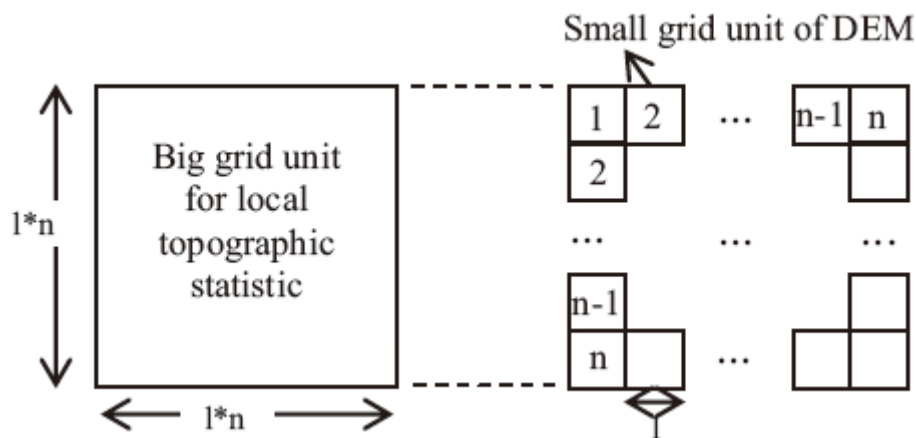 Small grid unit of DEM
1 2 ... n-1 n
2
Big grid unit
for local
topographic
statistic
l*n
... ... ...
n-1
n ...
l*n
l